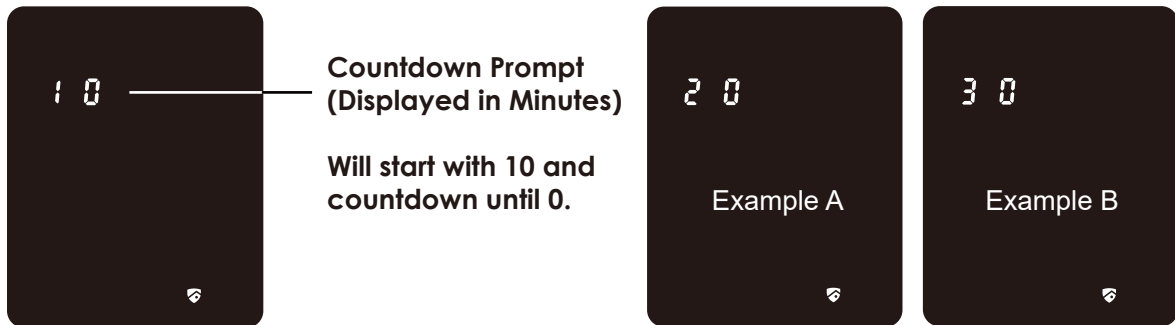 10
Countdown Prompt
(Displayed in Minutes)
Will start with 10 and
countdown until 0.
20
Example A
30
Example B